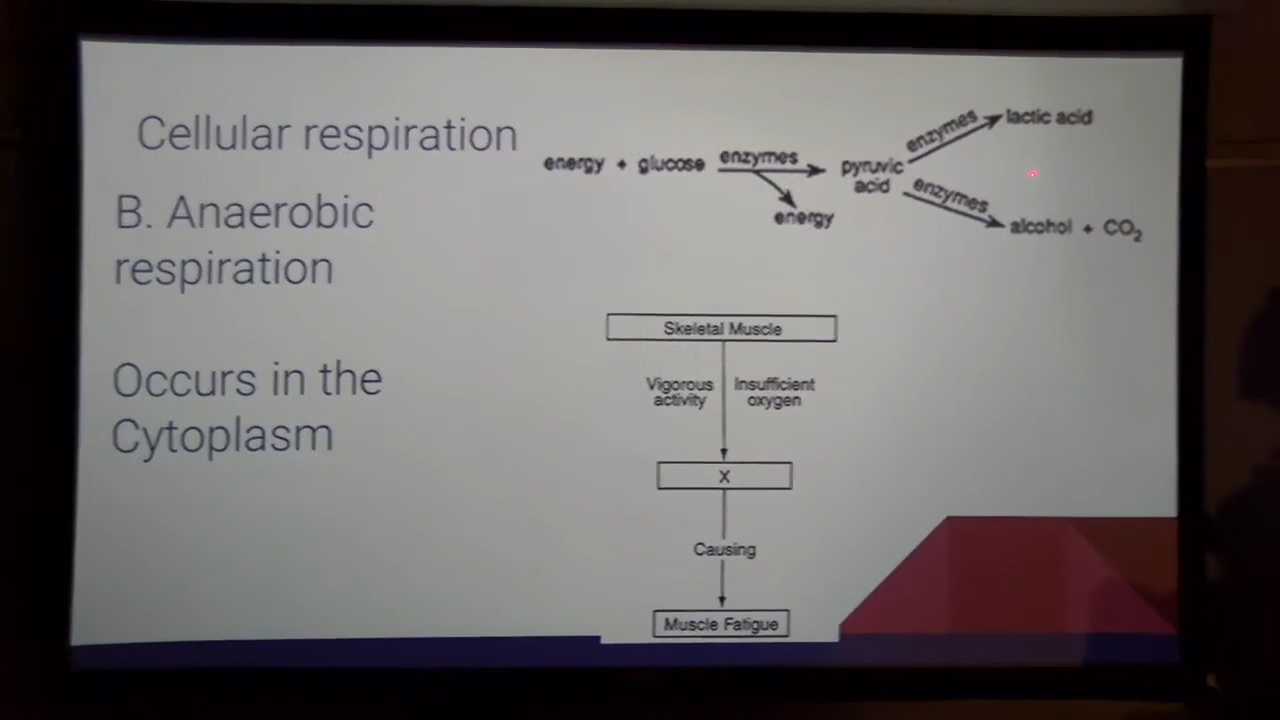 Cellular respiration
B. Anaerobic
respiration
Occurs in the
Cytoplasm
energy + glucose enzymes pyruvic
acid
energy
enzymes lactic acid
enzymes alcohol + CO₂
Skeletal Muscle
Vigorous
activity
Insufficient
oxygen
X
Causing
Muscle Fatigue